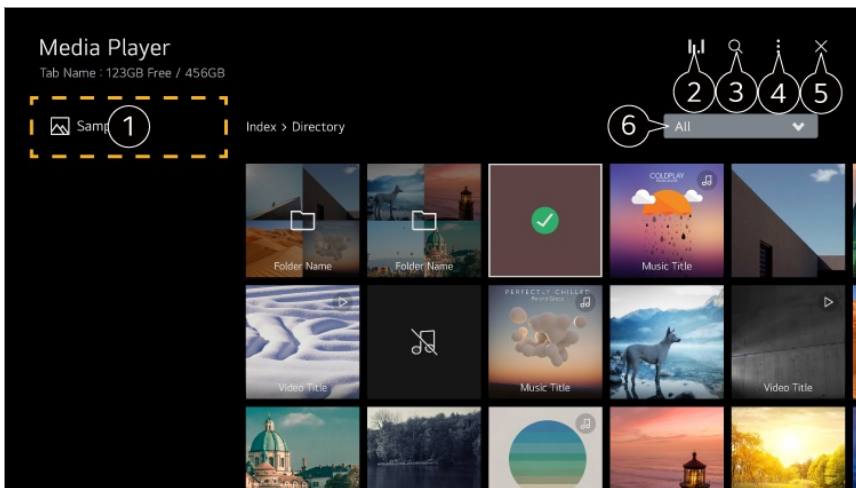 Media Player
Tab Name : 123GB Free / 456GB
2
3
4
5
1
Index > Directory
6
All
Folder Name
Folder Name
COLDPLAY
Music Title
Video Title
PERFECTLY CHILLED
Music Title
Video Title